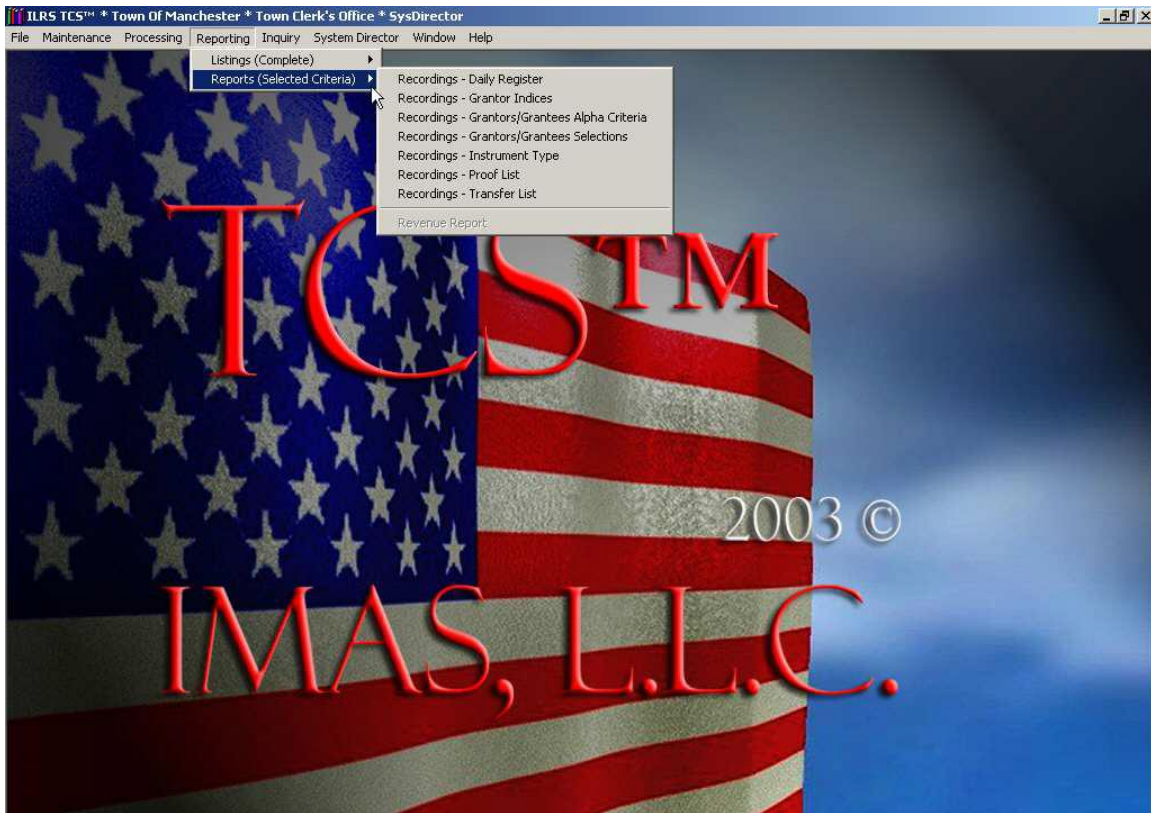 ILRS TCS™ * Town Of Manchester * Town Clerk's Office * SysDirector
File Maintenance Processing Reporting Inquiry System Director Window Help
Listings (Complete)
Reports (Selected Criteria)
Recordings - Daily Register
Recordings - Grantor Indices
Recordings - Grantors/Grantees Alpha Criteria
Recordings - Grantors/Grantees Selections
Recordings - Instrument Type
Recordings - Proof List
Recordings - Transfer List
Revenue Report
TCS™
2003 ©
IMAS, L.L.C.